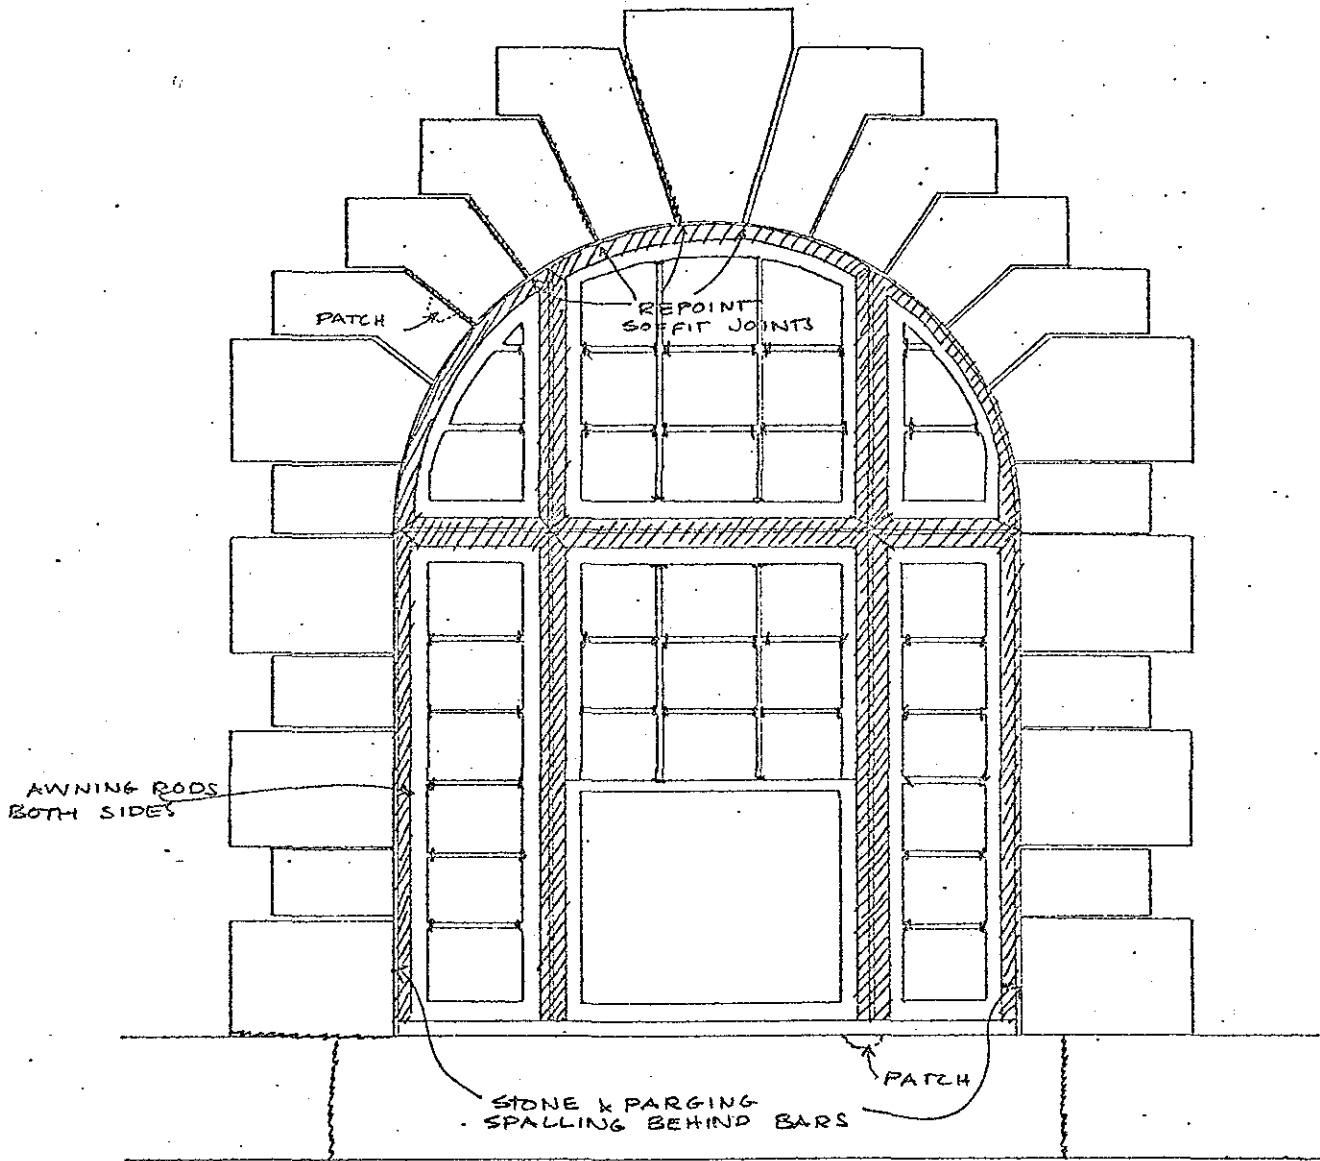 PATCH
REPOINT
SOFFIT JOINTS
AWNING RODS
BOTH SIDES
PATCH
STONE & PARGING
SPALLING BEHIND BARS